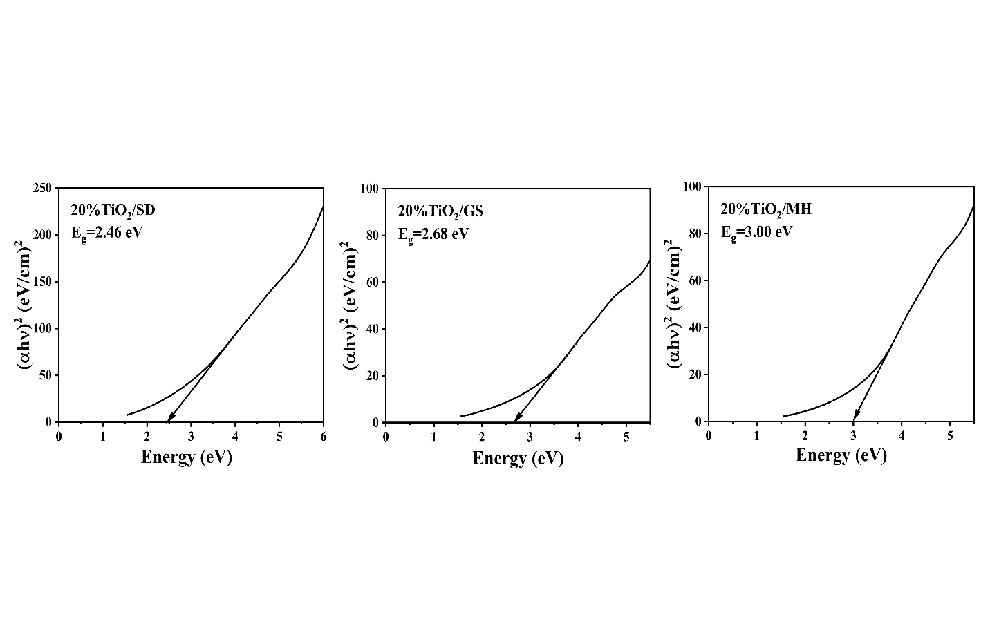 20%TiO₂/SD
E_g=2.46 eV
(αhν)² (eV/cm)²
250
200
150
100
50
0
0 1 2 3 4 5 6
Energy (eV)
20%TiO₂/GS
E_g=2.68 eV
(αhν)² (eV/cm)²
100
80
60
40
20
0
0 1 2 3 4 5
Energy (eV)
20%TiO₂/MH
E_g=3.00 eV
(αhν)² (eV/cm)²
100
80
60
40
20
0
0 1 2 3 4 5
Energy (eV)